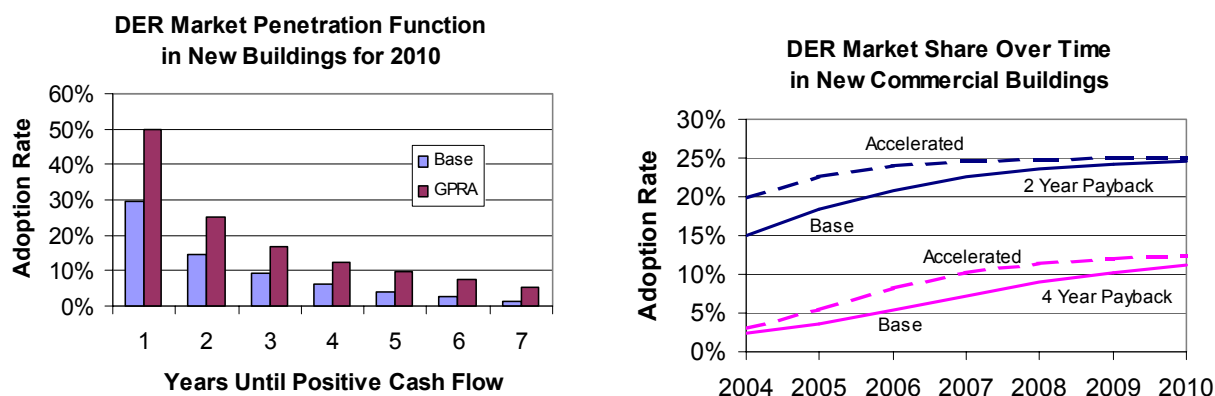 DER Market Penetration Function
in New Buildings for 2010
60%
50%
40%
30%
20%
10%
0%
Adoption Rate
Base
GPRA
1 2 3 4 5 6 7
Years Until Positive Cash Flow
DER Market Share Over Time
in New Commercial Buildings
30%
25%
20%
15%
10%
5%
0%
Adoption Rate
Accelerated
2 Year Payback
Base
Accelerated
4 Year Payback
Base
2004 2005 2006 2007 2008 2009 2010